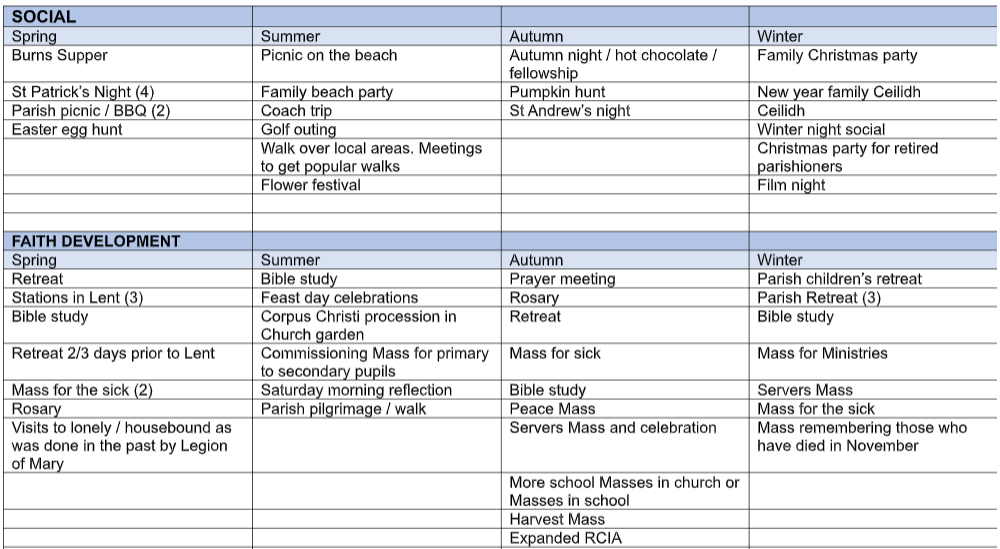 SOCIAL
Spring Summer Autumn Winter
Burns Supper Picnic on the beach Autumn night / hot chocolate / Family Christmas party
fellowship
St Patrick's Night (4) Family beach party Pumpkin hunt New year family Ceilidh
Parish picnic / BBQ (2) Coach trip St Andrew's night Ceilidh
Easter egg hunt Golf outing Winter night social
Walk over local areas. Meetings Christmas party for retired
to get popular walks parishioners
Flower festival Film night
FAITH DEVELOPMENT
Spring Summer Autumn Winter
Retreat Bible study Prayer meeting Parish children's retreat
Stations in Lent (3) Feast day celebrations Rosary Parish Retreat (3)
Bible study Corpus Christi procession in Retreat Bible study
Church garden
Retreat 2/3 days prior to Lent Commissioning Mass for primary Mass for sick Mass for Ministries
to secondary pupils
Mass for the sick (2) Saturday morning reflection Bible study Servers Mass
Rosary Parish pilgrimage / walk Peace Mass Mass for the sick
Visits to lonely / housebound as Servers Mass and celebration Mass remembering those who
was done in the past by Legion have died in November
of Mary
More school Masses in church or
Masses in school
Harvest Mass
Expanded RCIA